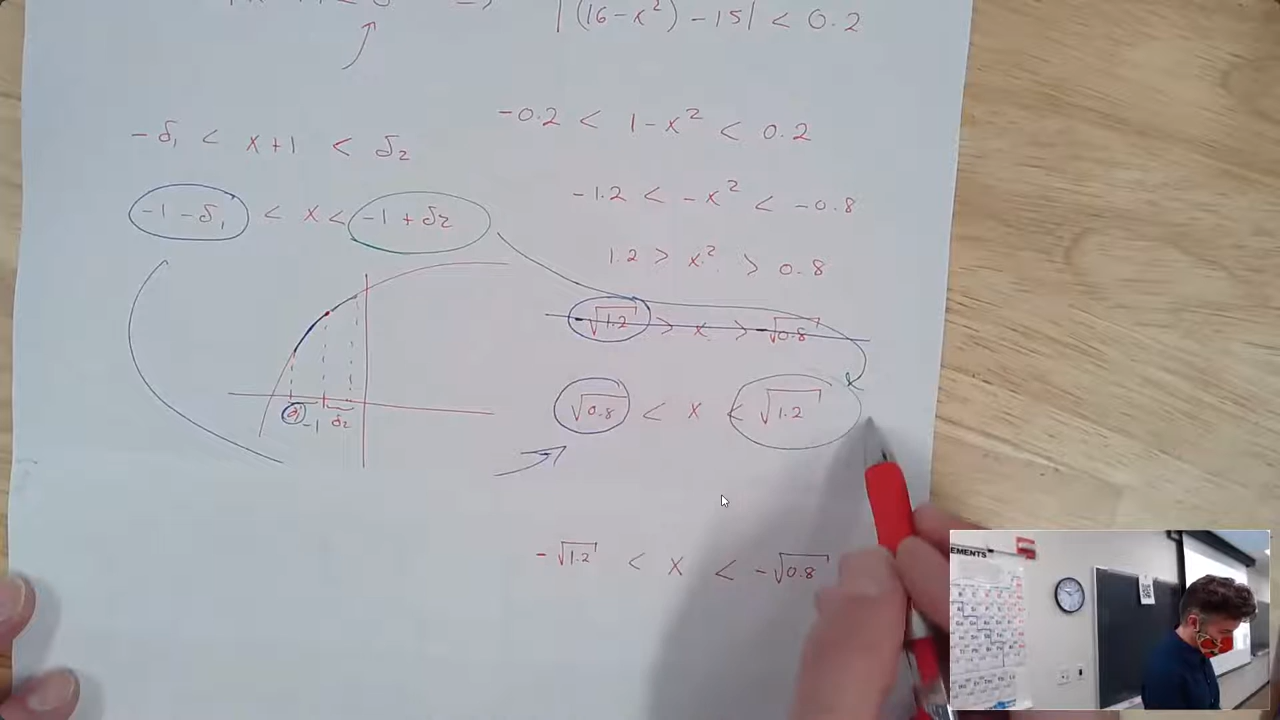 |(16-x²)-15| < 0.2
-0.2 < 1-x² < 0.2
-δ₁ < x+1 < δ₂
-1.2 < -x² < -0.8
-1-δ₁ < x < -1+δ₂
1.2 > x² > 0.8
-√1.2 > x > -√0.8
√0.8 < x < √1.2
δ₁ -1 δ₂
-√1.2 < x < -√0.8
EMENTS